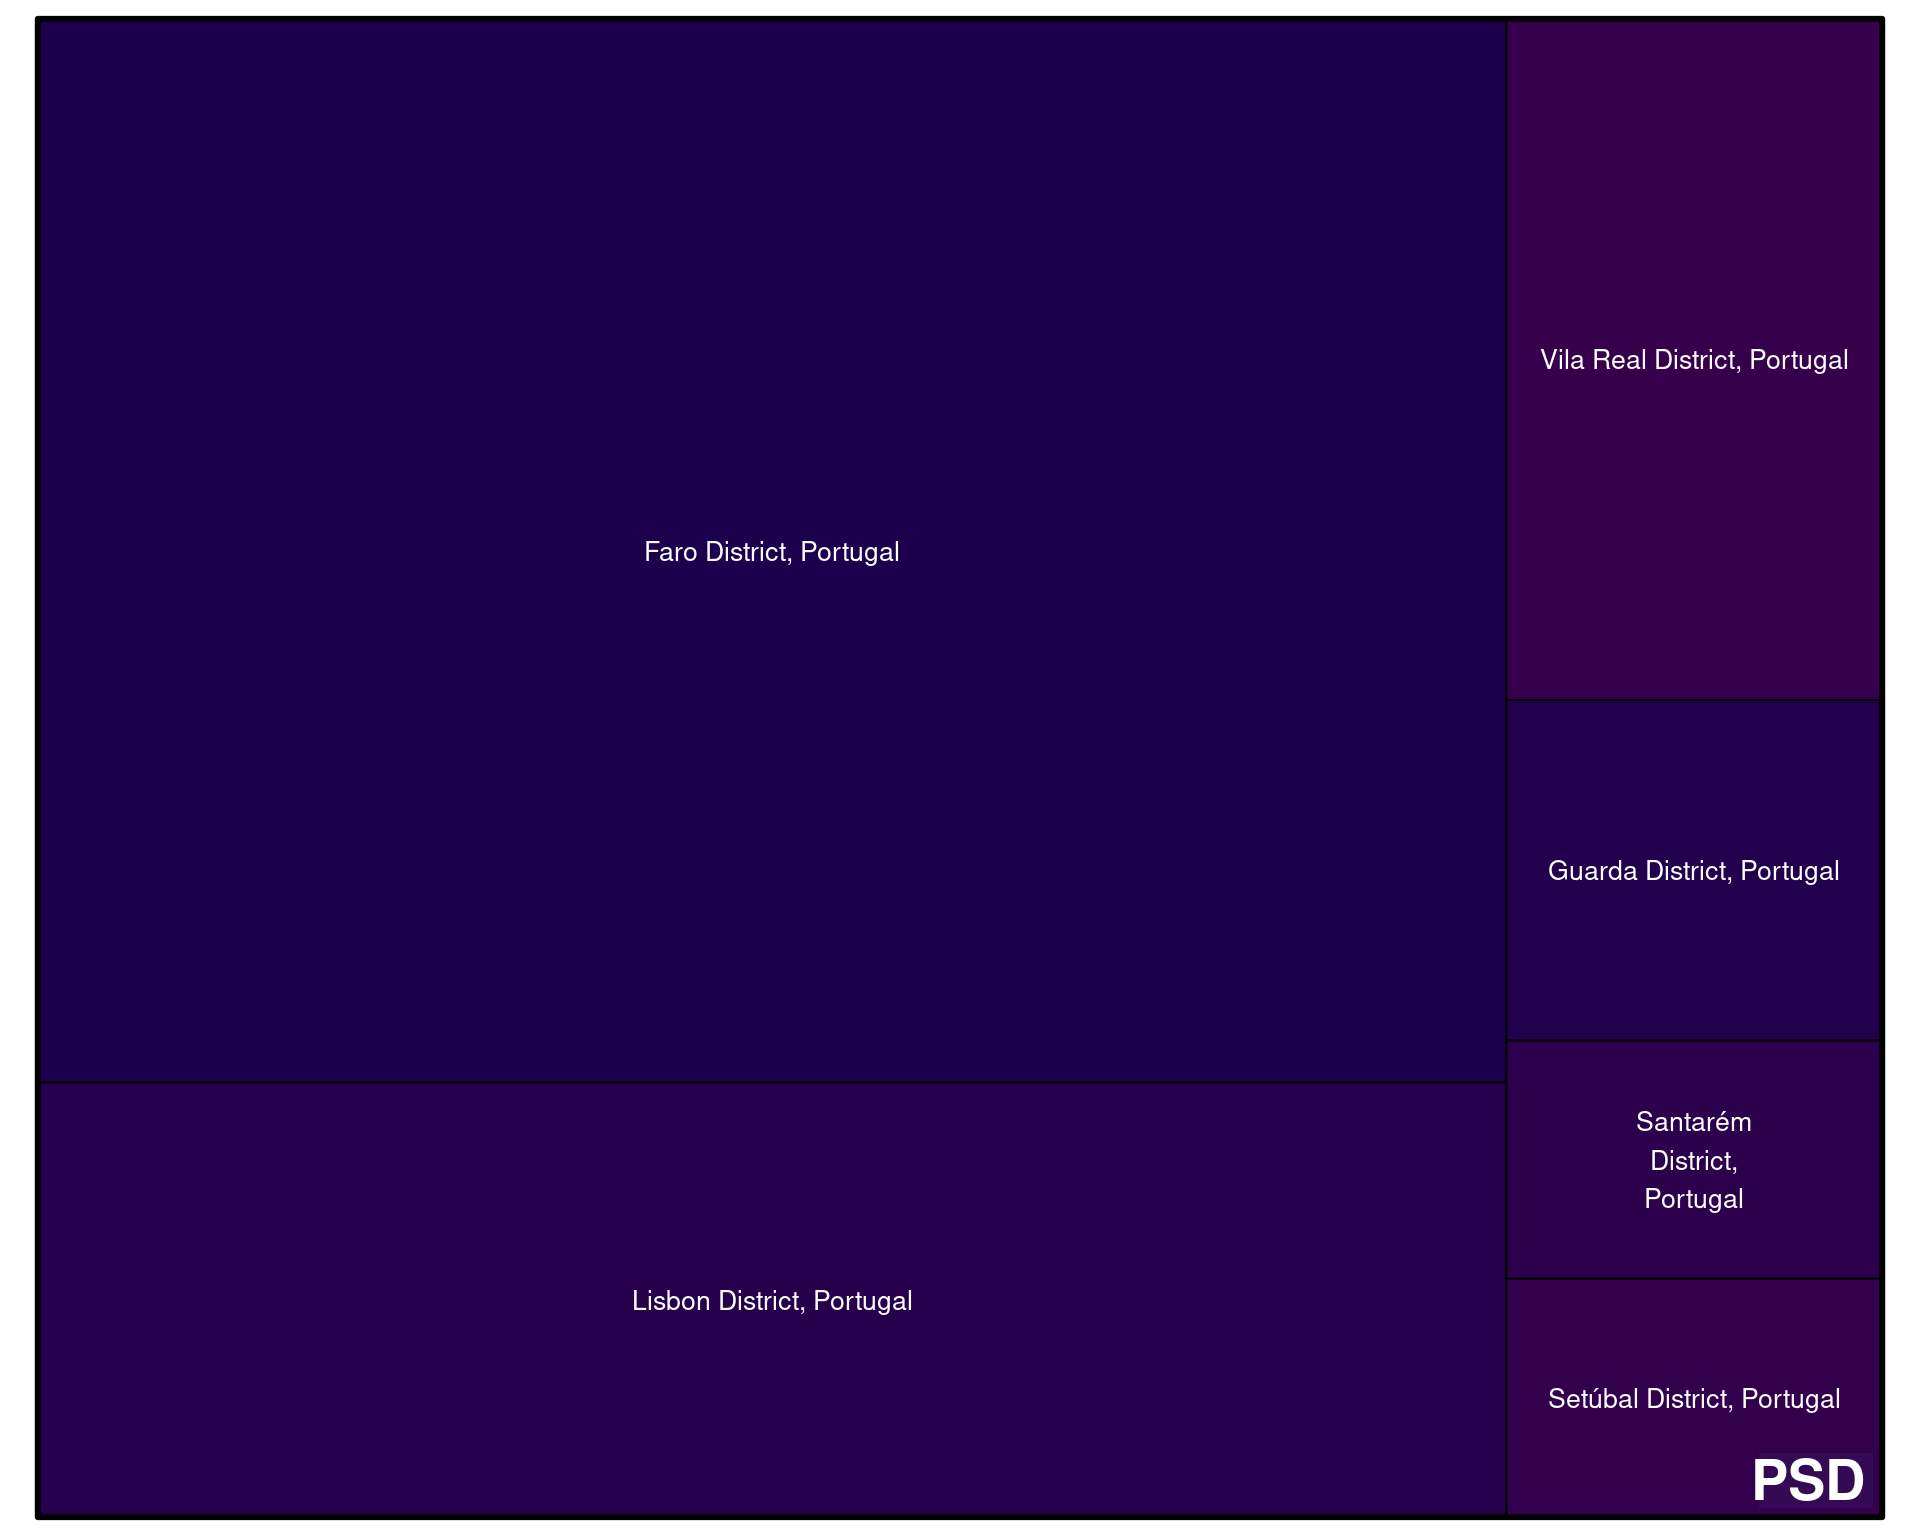 Faro District, Portugal
Lisbon District, Portugal
Vila Real District, Portugal
Guarda District, Portugal
Santarém
District,
Portugal
Setúbal District, Portugal
PSD